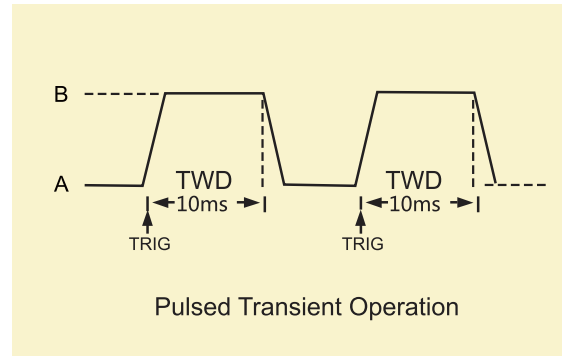 B
A
TWD
10ms
TRIG
TWD
10ms
TRIG
Pulsed Transient Operation